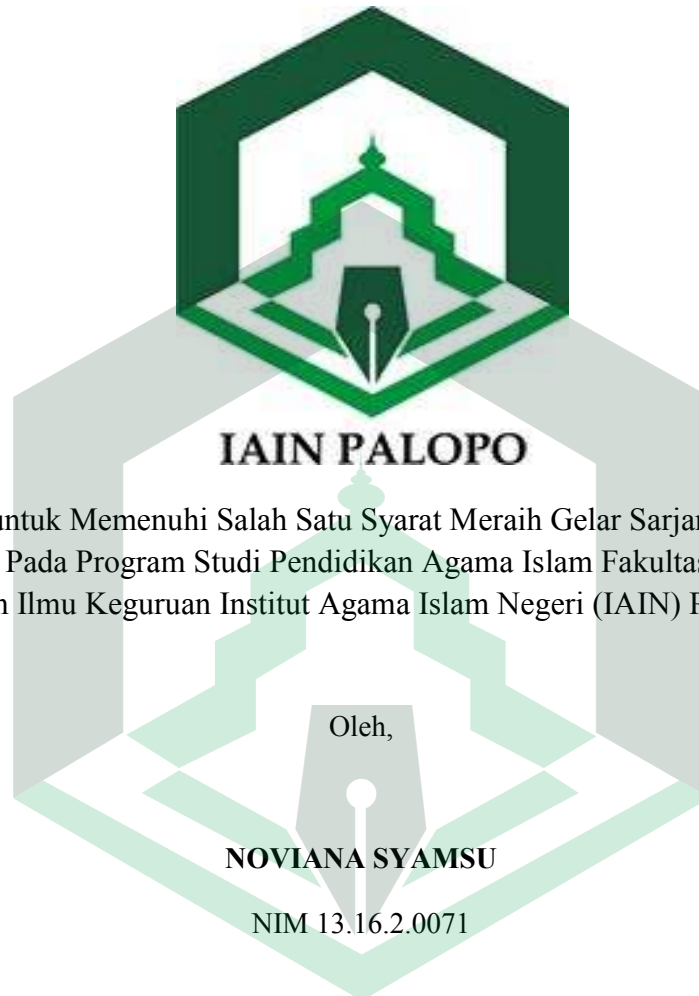 IAIN PALOPO
untuk Memenuhi Salah Satu Syarat Meraih Gelar
Pada Program Studi Pendidikan Agama Islam Fakultas
Ilmu Keguruan Institut Agama Islam Negeri (IAIN)
Oleh,
NOVIANA SYAMSU
NIM 13.16.2.0071